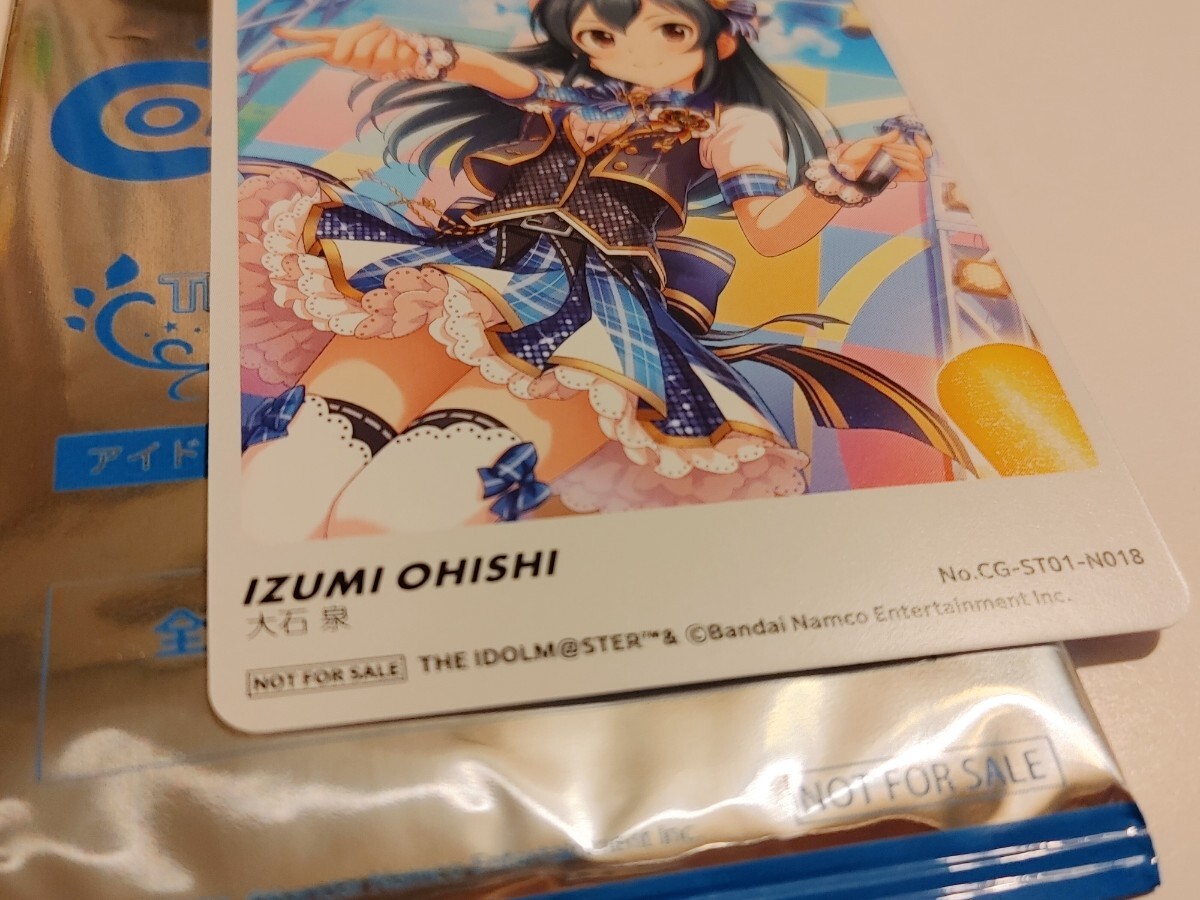 アイド
全
IZUMI OHISHI
大石 泉
No.CG-ST01-N018
NOT FOR SALE THE IDOLM@STER™& ©Bandai Namco Entertainment Inc.
NOT FOR SALE